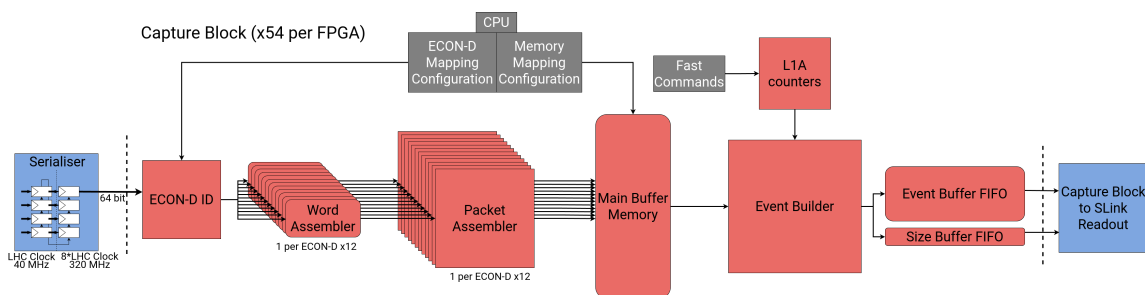 Capture Block (x54 per FPGA)
CPU
ECON-D
Mapping
Configuration
Memory
Mapping
Configuration
Fast
Commands
L1A
counters
Serialiser
64 bit
LHC Clock
40 MHz
8*LHC Clock
320 MHz
ECON-D ID
Word
Assembler
1 per ECON-D x12
Packet
Assembler
1 per ECON-D x12
Main Buffer
Memory
Event Builder
Event Buffer FIFO
Size Buffer FIFO
Capture Block
to SLink
Readout